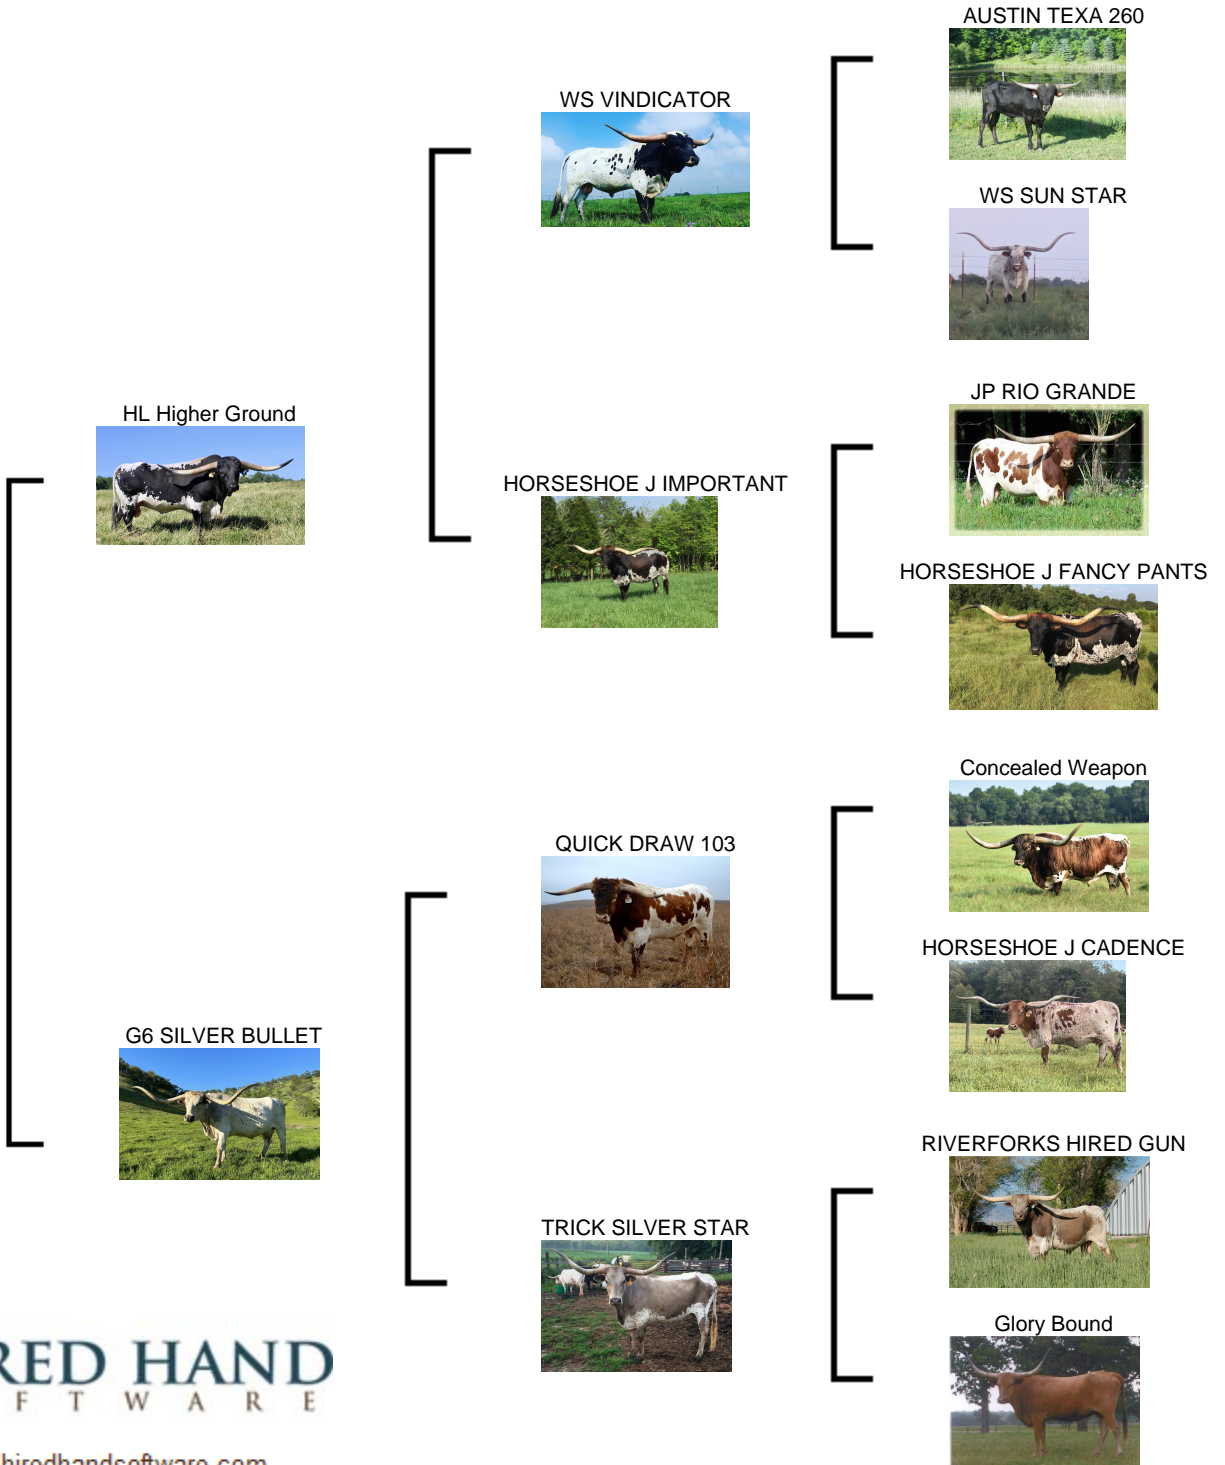 AUSTIN TEXA 260
WS VINDICATOR
WS SUN STAR
JP RIO GRANDE
HL Higher Ground
HORSESHOE J IMPORTANT
HORSESHOE J FANCY PANTS
Concealed Weapon
QUICK DRAW 103
HORSESHOE J CADENCE
G6 SILVER BULLET
RIVERFORKS HIRED GUN
TRICK SILVER STAR
Glory Bound
RED HAND
F T W A R E
hiredhandsoftware.com